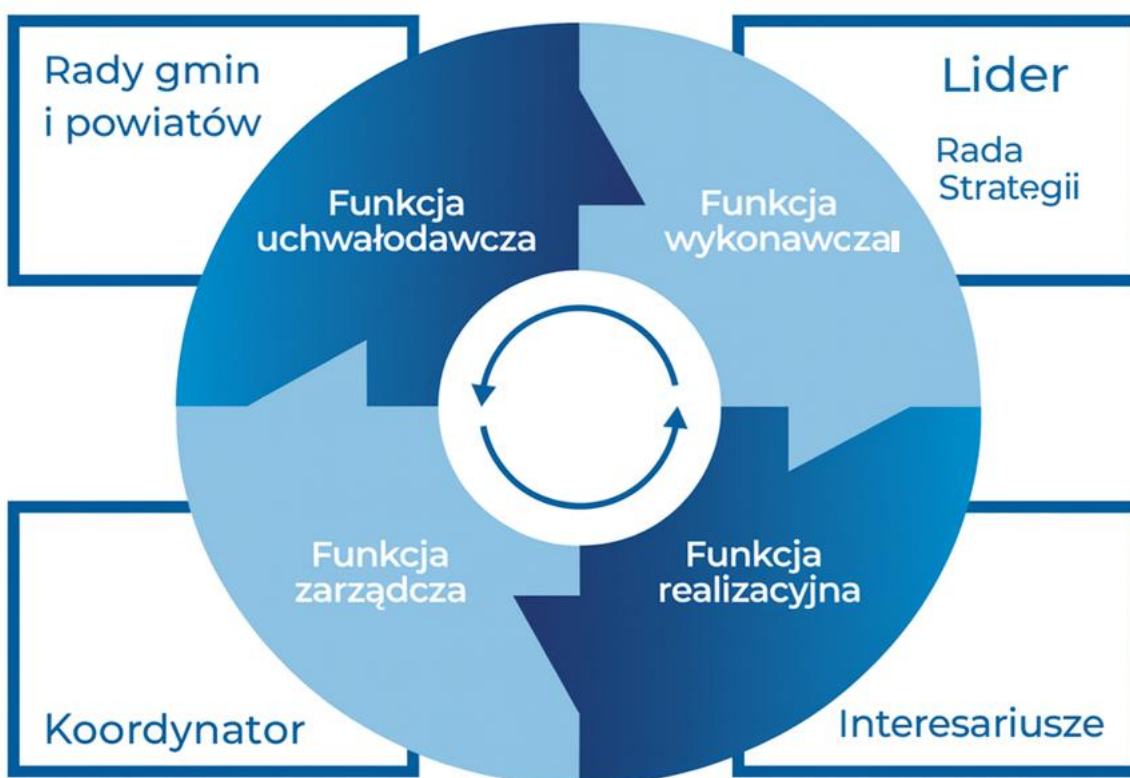 Rady gmin
i powiatów
Lider
Rada
Strategii
Funkcja
uchwałodawcza
Funkcja
wykonawcza
Funkcja
zarządcza
Funkcja
realizacyjna
Koordynator
Interesariusze